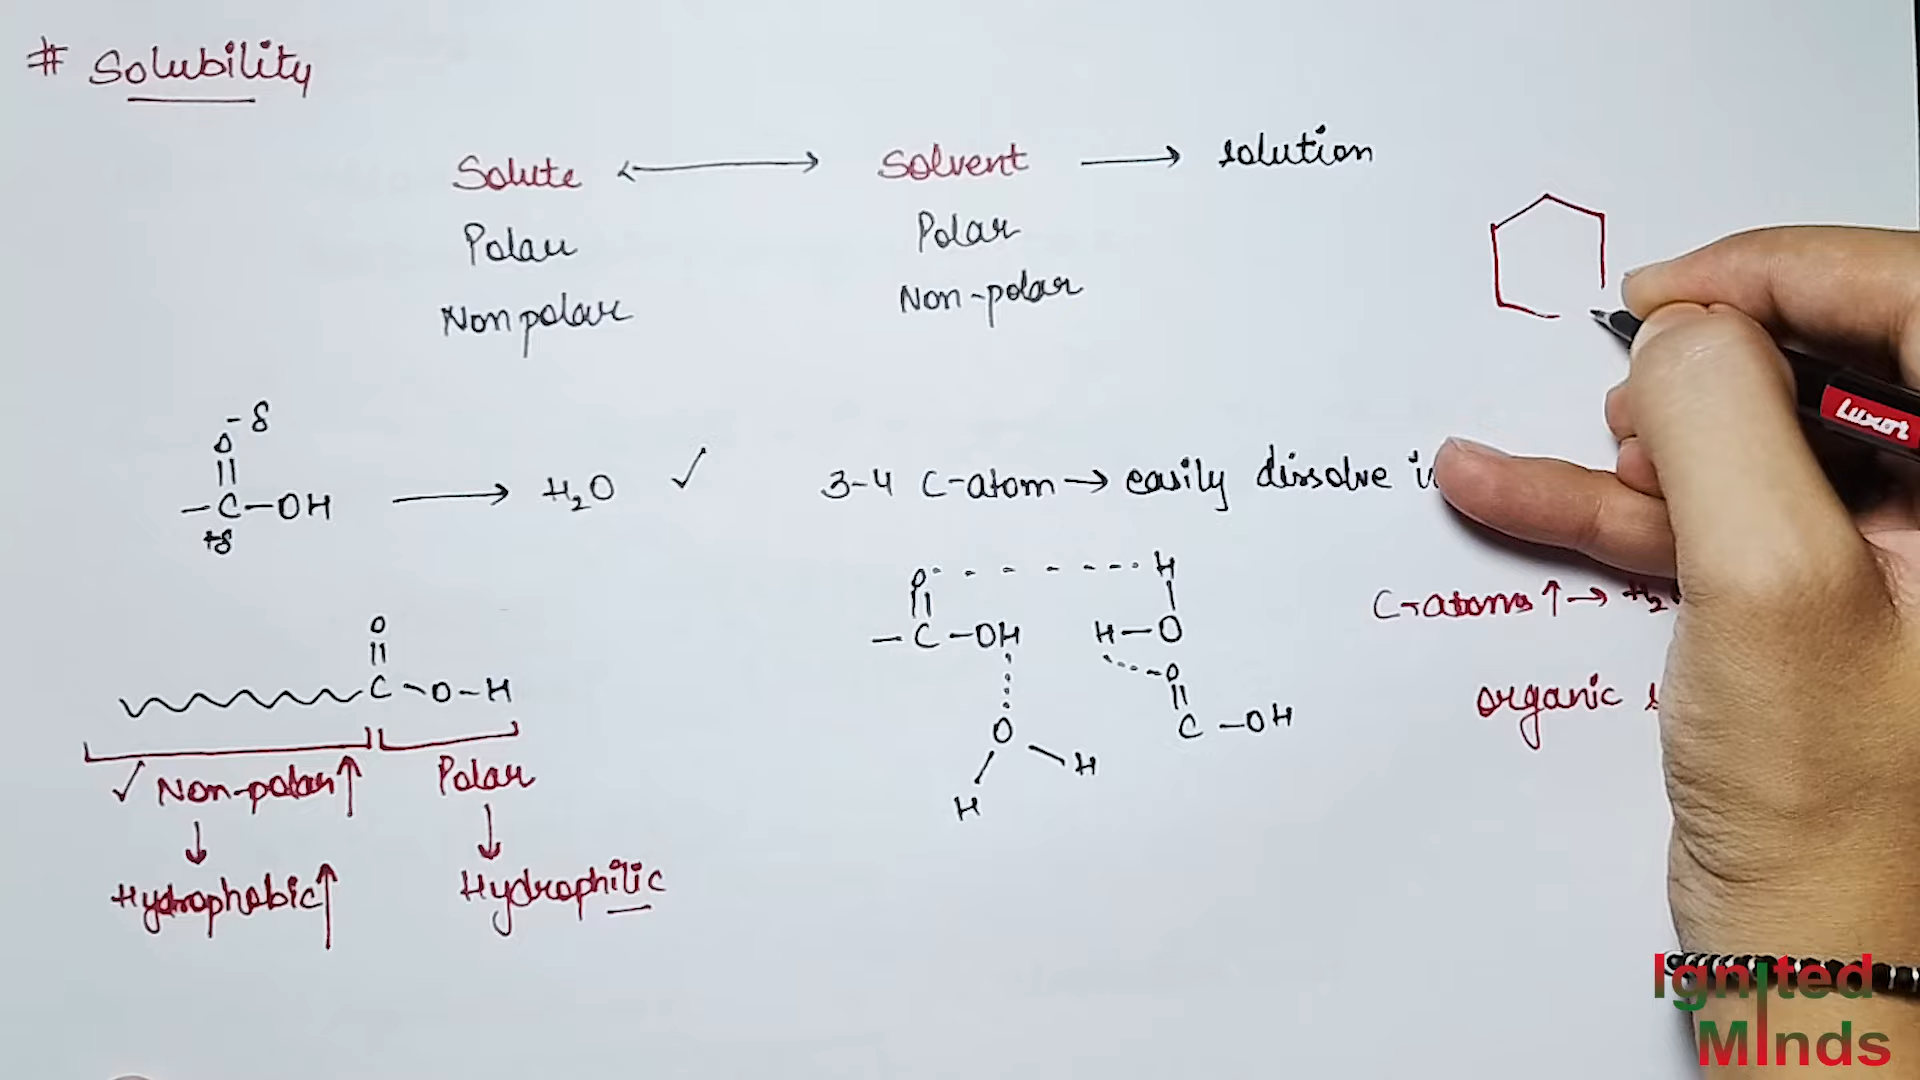 # Solubility
Solute ⟷ Solvent → solution
Polar Polar
Nonpolar Non-polar
-δ
O
||
-C-OH → H₂O ✓
+δ
3-4 C-atom → easily dissolve
O H
-C-OH H-O
O
C-OH
O
H H
C-atoms ↑ →
organic
O
||
C-O-H
✓ Non-polar ↑ Polar
↓ ↓
Hydrophobic ↑ Hydrophilic
Luxor
Ignited
Minds